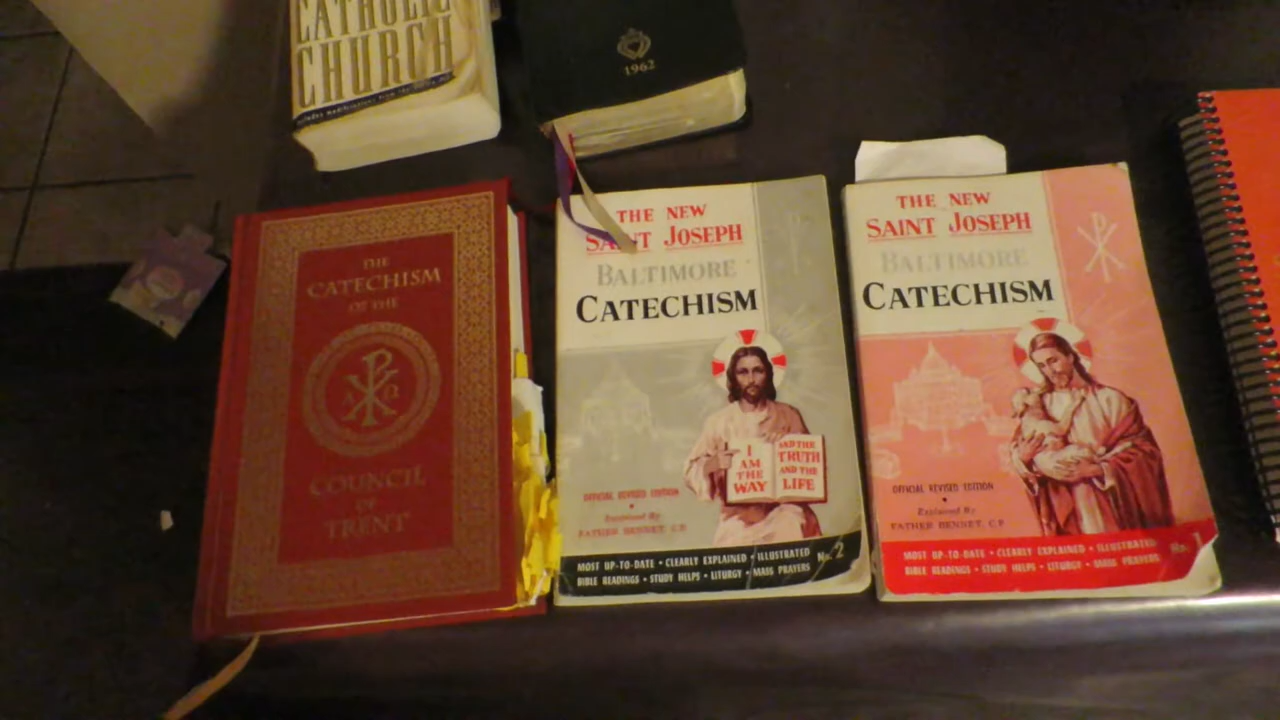 CATHOLIC
CHURCH
1962
THE
CATECHISM
OF THE
COUNCIL
OF
TRENT
THE NEW
SAINT JOSEPH
BALTIMORE
CATECHISM
I
AM
THE
WAY
AND THE
TRUTH
AND THE
LIFE
OFFICIAL REVISED EDITION
Explained By
FATHER BENNET, C.P.
MOST UP-TO-DATE • CLEARLY EXPLAINED • ILLUSTRATED
BIBLE READINGS • STUDY HELPS • LITURGY • MASS PRAYERS
No. 2
THE NEW
SAINT JOSEPH
BALTIMORE
CATECHISM
OFFICIAL REVISED EDITION
Explained By
FATHER BENNET, C.P.
MOST UP-TO-DATE • CLEARLY EXPLAINED • ILLUSTRATED
BIBLE READINGS • STUDY HELPS • LITURGY • MASS PRAYERS
No. 1